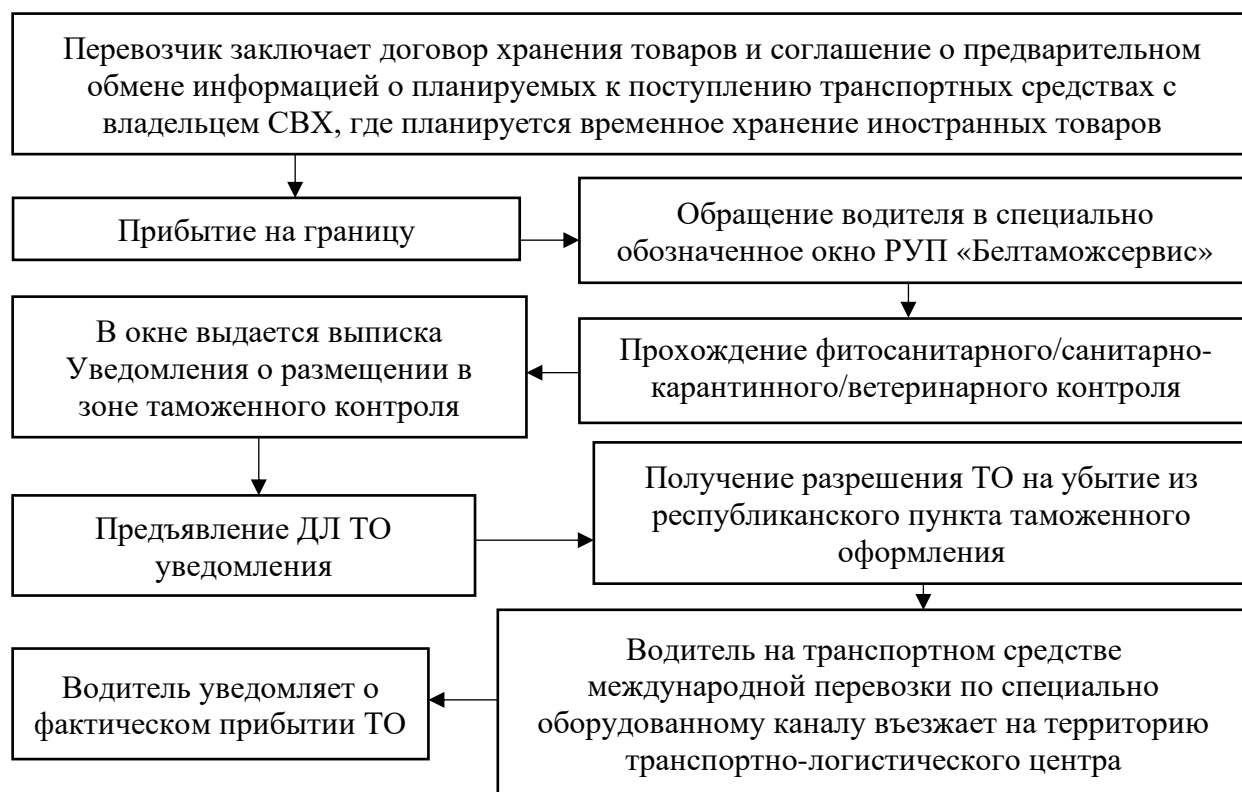 Перевозчик заключает договор хранения товаров и соглашение о предварительном
обмене информацией о планируемых к поступлению транспортных средствах с
владельцем СВХ, где планируется временное хранение иностранных товаров
Прибытие на границу
Обращение водителя в специально
обозначенное окно РУП «Белтаможсервис»
Прохождение фитосанитарного/санитарно-
карантинного/ветеринарного контроля
В окне выдается выписка
Уведомления о размещении в
зоне таможенного контроля
Предъявление ДЛ ТО
уведомления
Получение разрешения ТО на убытие из
республиканского пункта таможенного
оформления
Водитель на транспортном средстве
международной перевозки по специально
оборудованному каналу въезжает на территорию
транспортно-логистического центра
Водитель уведомляет о
фактическом прибытии ТО